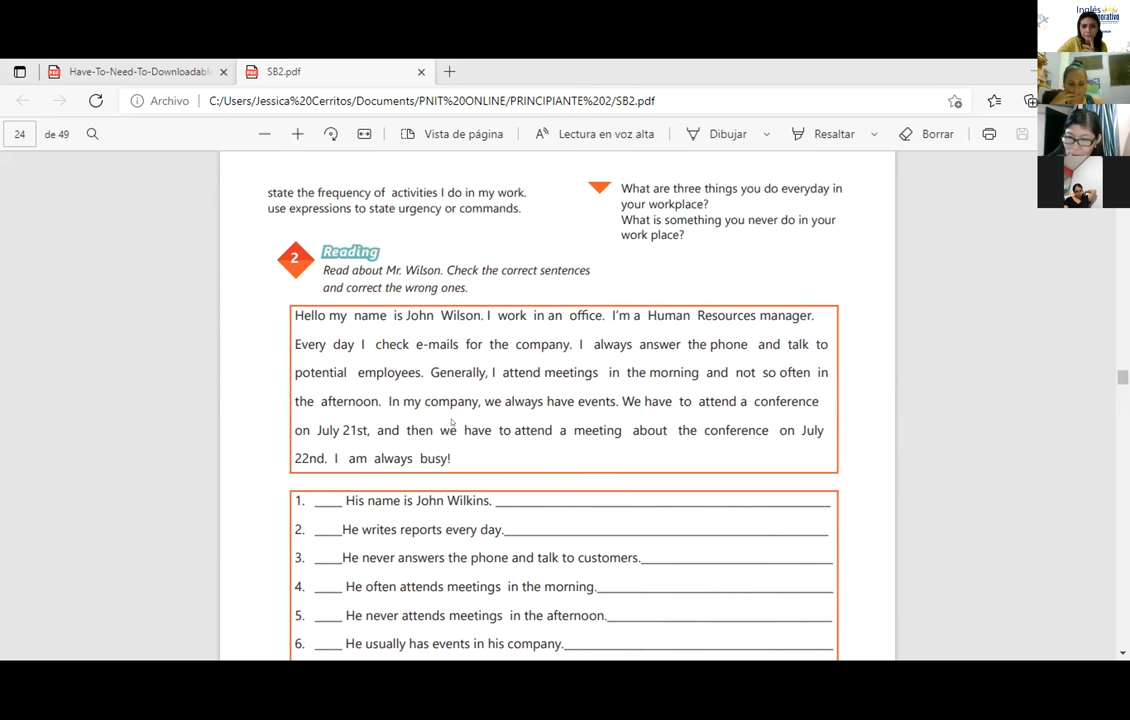 Inglés
Corporativo
Have-To-Need-To-Downloadabl
SB2.pdf
Archivo
C:/Users/Jessica%20Cerritos/Documents/PNIT%20ONLINE/PRINCIPIANTE%202/SB2.pdf
24
de 49
Vista de página
Lectura en voz alta
Dibujar
Resaltar
Borrar
state the frequency of activities I do in my work.
use expressions to state urgency or commands.
What are three things you do everyday in
your workplace?
What is something you never do in your
work place?
2
Reading
Read about Mr. Wilson. Check the correct sentences
and correct the wrong ones.
Hello my name is John Wilson. I work in an office. I'm a Human Resources manager.
Every day I check e-mails for the company. I always answer the phone and talk to
potential employees. Generally, I attend meetings in the morning and not so often in
the afternoon. In my company, we always have events. We have to attend a conference
on July 21st, and then we have to attend a meeting about the conference on July
22nd. I am always busy!
1. ____ His name is John Wilkins. ____
2. ____He writes reports every day.____
3. ____He never answers the phone and talk to customers.____
4. ____ He often attends meetings in the morning.____
5. ____ He never attends meetings in the afternoon.____
6. ____ He usually has events in his company.____